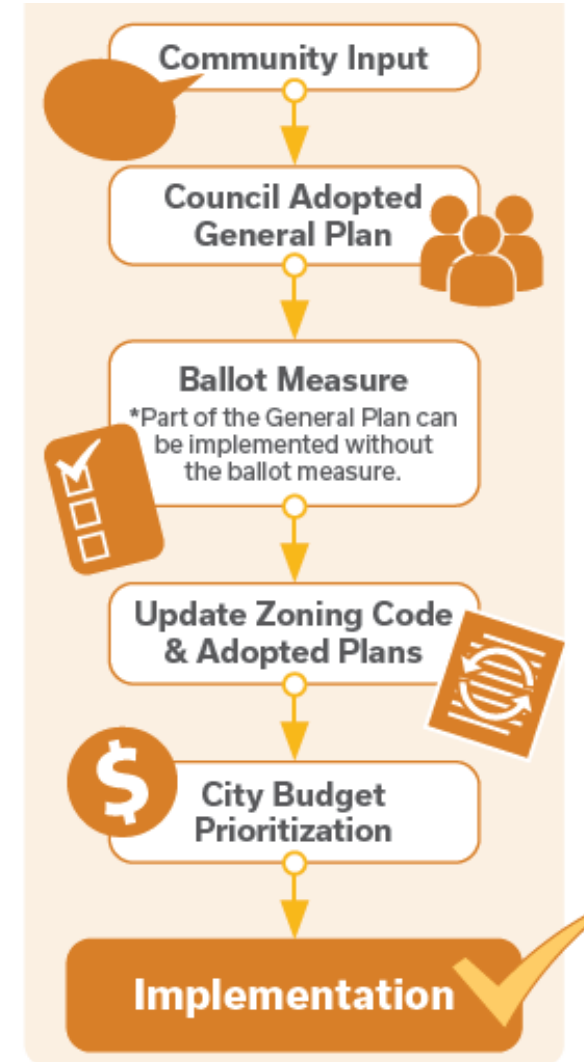 Community Input
Council Adopted
General Plan
Ballot Measure
*Part of the General Plan can
be implemented without
the ballot measure.
Update Zoning Code
& Adopted Plans
$
City Budget
Prioritization
Implementation